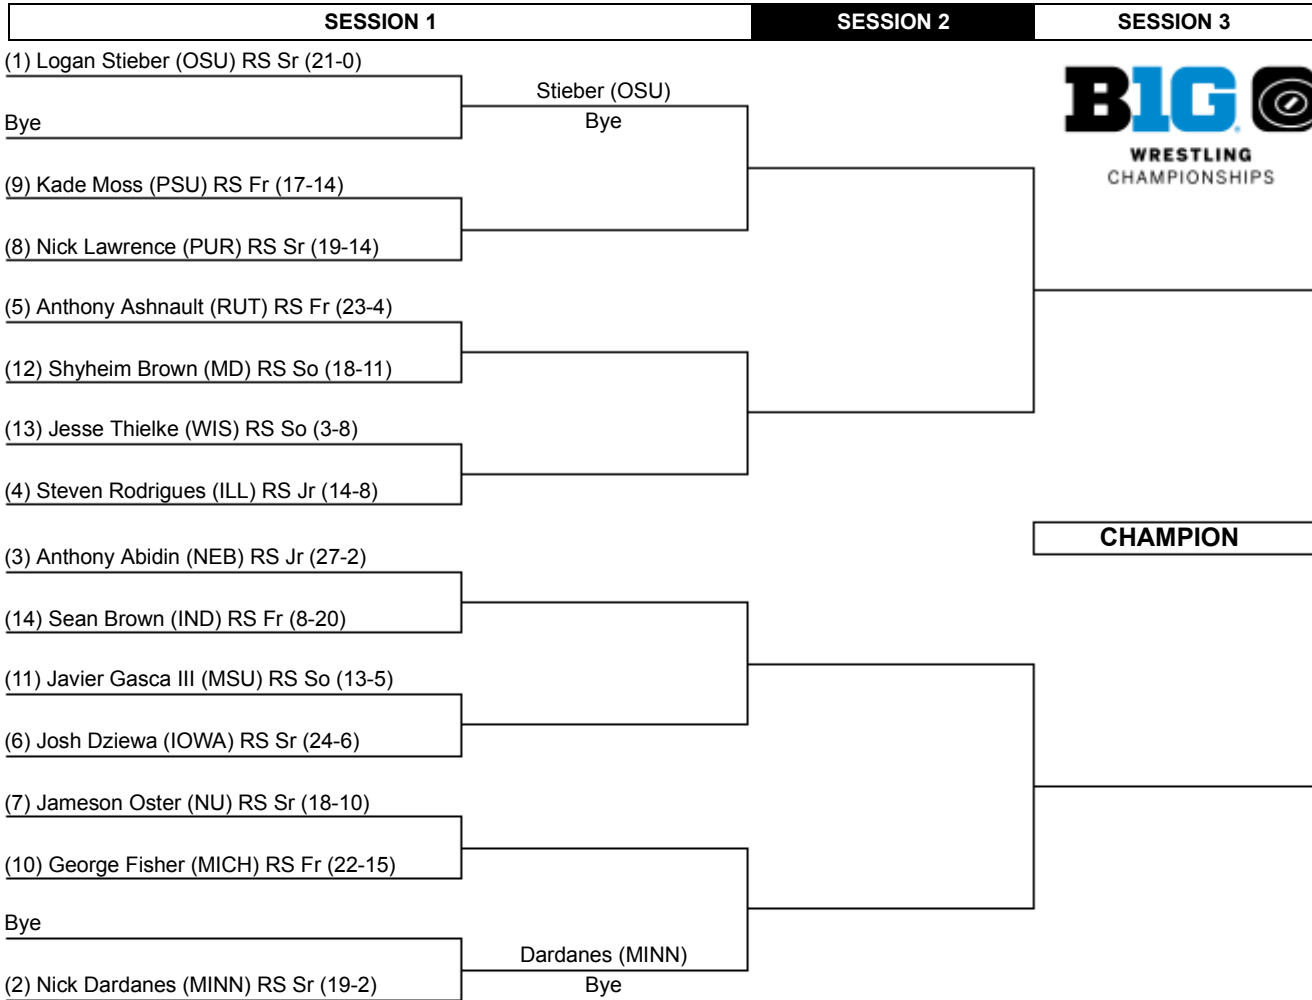 SESSION 1 SESSION 2 SESSION 3
(1) Logan Stieber (OSU) RS Sr (21-0)
Stieber (OSU)
Bye
Bye
(9) Kade Moss (PSU) RS Fr (17-14)
(8) Nick Lawrence (PUR) RS Sr (19-14)
(5) Anthony Ashnault (RUT) RS Fr (23-4)
(12) Shyheim Brown (MD) RS So (18-11)
(13) Jesse Thielke (WIS) RS So (3-8)
(4) Steven Rodrigues (ILL) RS Jr (14-8)
(3) Anthony Abidin (NEB) RS Jr (27-2)
(14) Sean Brown (IND) RS Fr (8-20)
(11) Javier Gasca III (MSU) RS So (13-5)
(6) Josh Dziewa (IOWA) RS Sr (24-6)
(7) Jameson Oster (NU) RS Sr (18-10)
(10) George Fisher (MICH) RS Fr (22-15)
Bye
Dardanes (MINN)
(2) Nick Dardanes (MINN) RS Sr (19-2)
Bye
B1G
WRESTLING
CHAMPIONSHIPS
CHAMPION